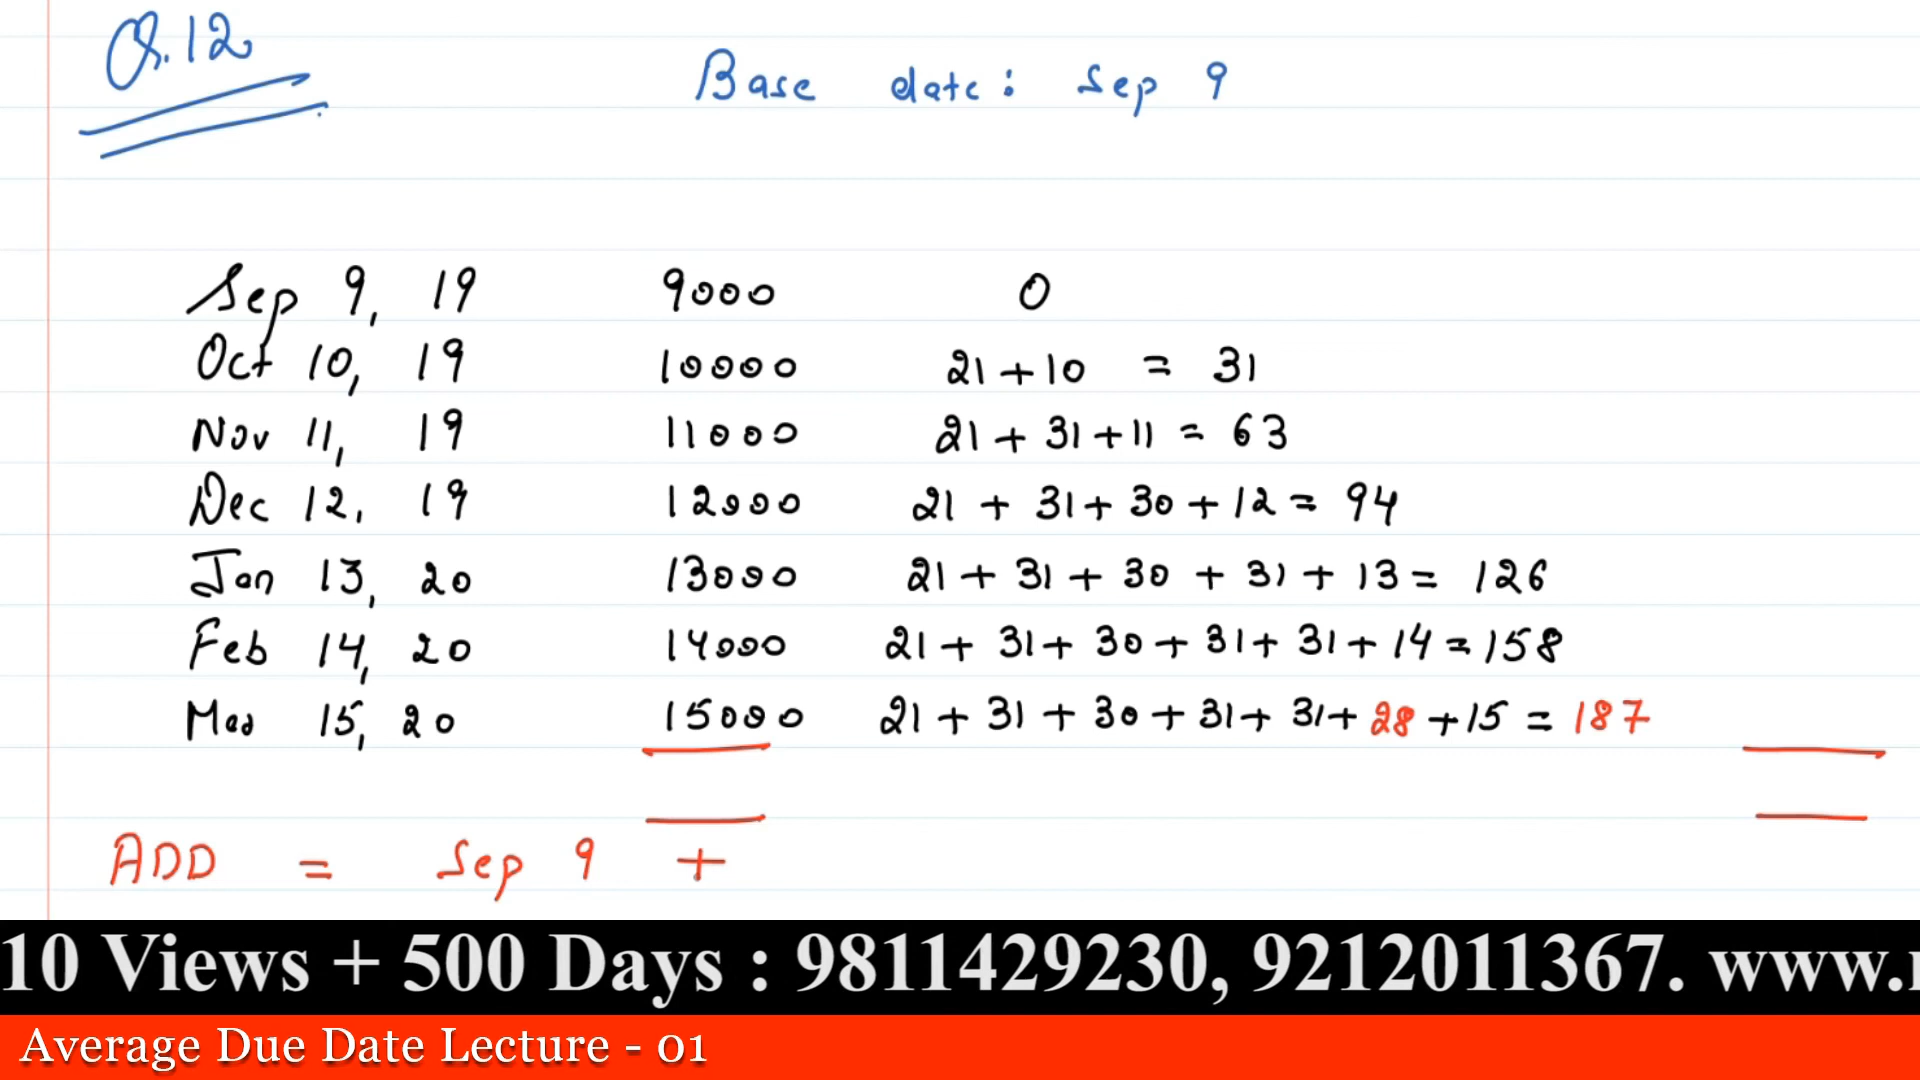 Q.12
Base date: Sep 9
Sep 9, 19 9000 0
Oct 10, 19 10000 21 + 10 = 31
Nov 11, 19 11000 21 + 31 + 11 = 63
Dec 12, 19 12000 21 + 31 + 30 + 12 = 94
Jan 13, 20 13000 21 + 31 + 30 + 31 + 13 = 126
Feb 14, 20 14000 21 + 31 + 30 + 31 + 31 + 14 = 158
Mar 15, 20 15000 21 + 31 + 30 + 31 + 31 + 28 + 15 = 187
ADD = Sep 9 +
10 Views + 500 Days : 9811429230, 9212011367. www.
Average Due Date Lecture - 01